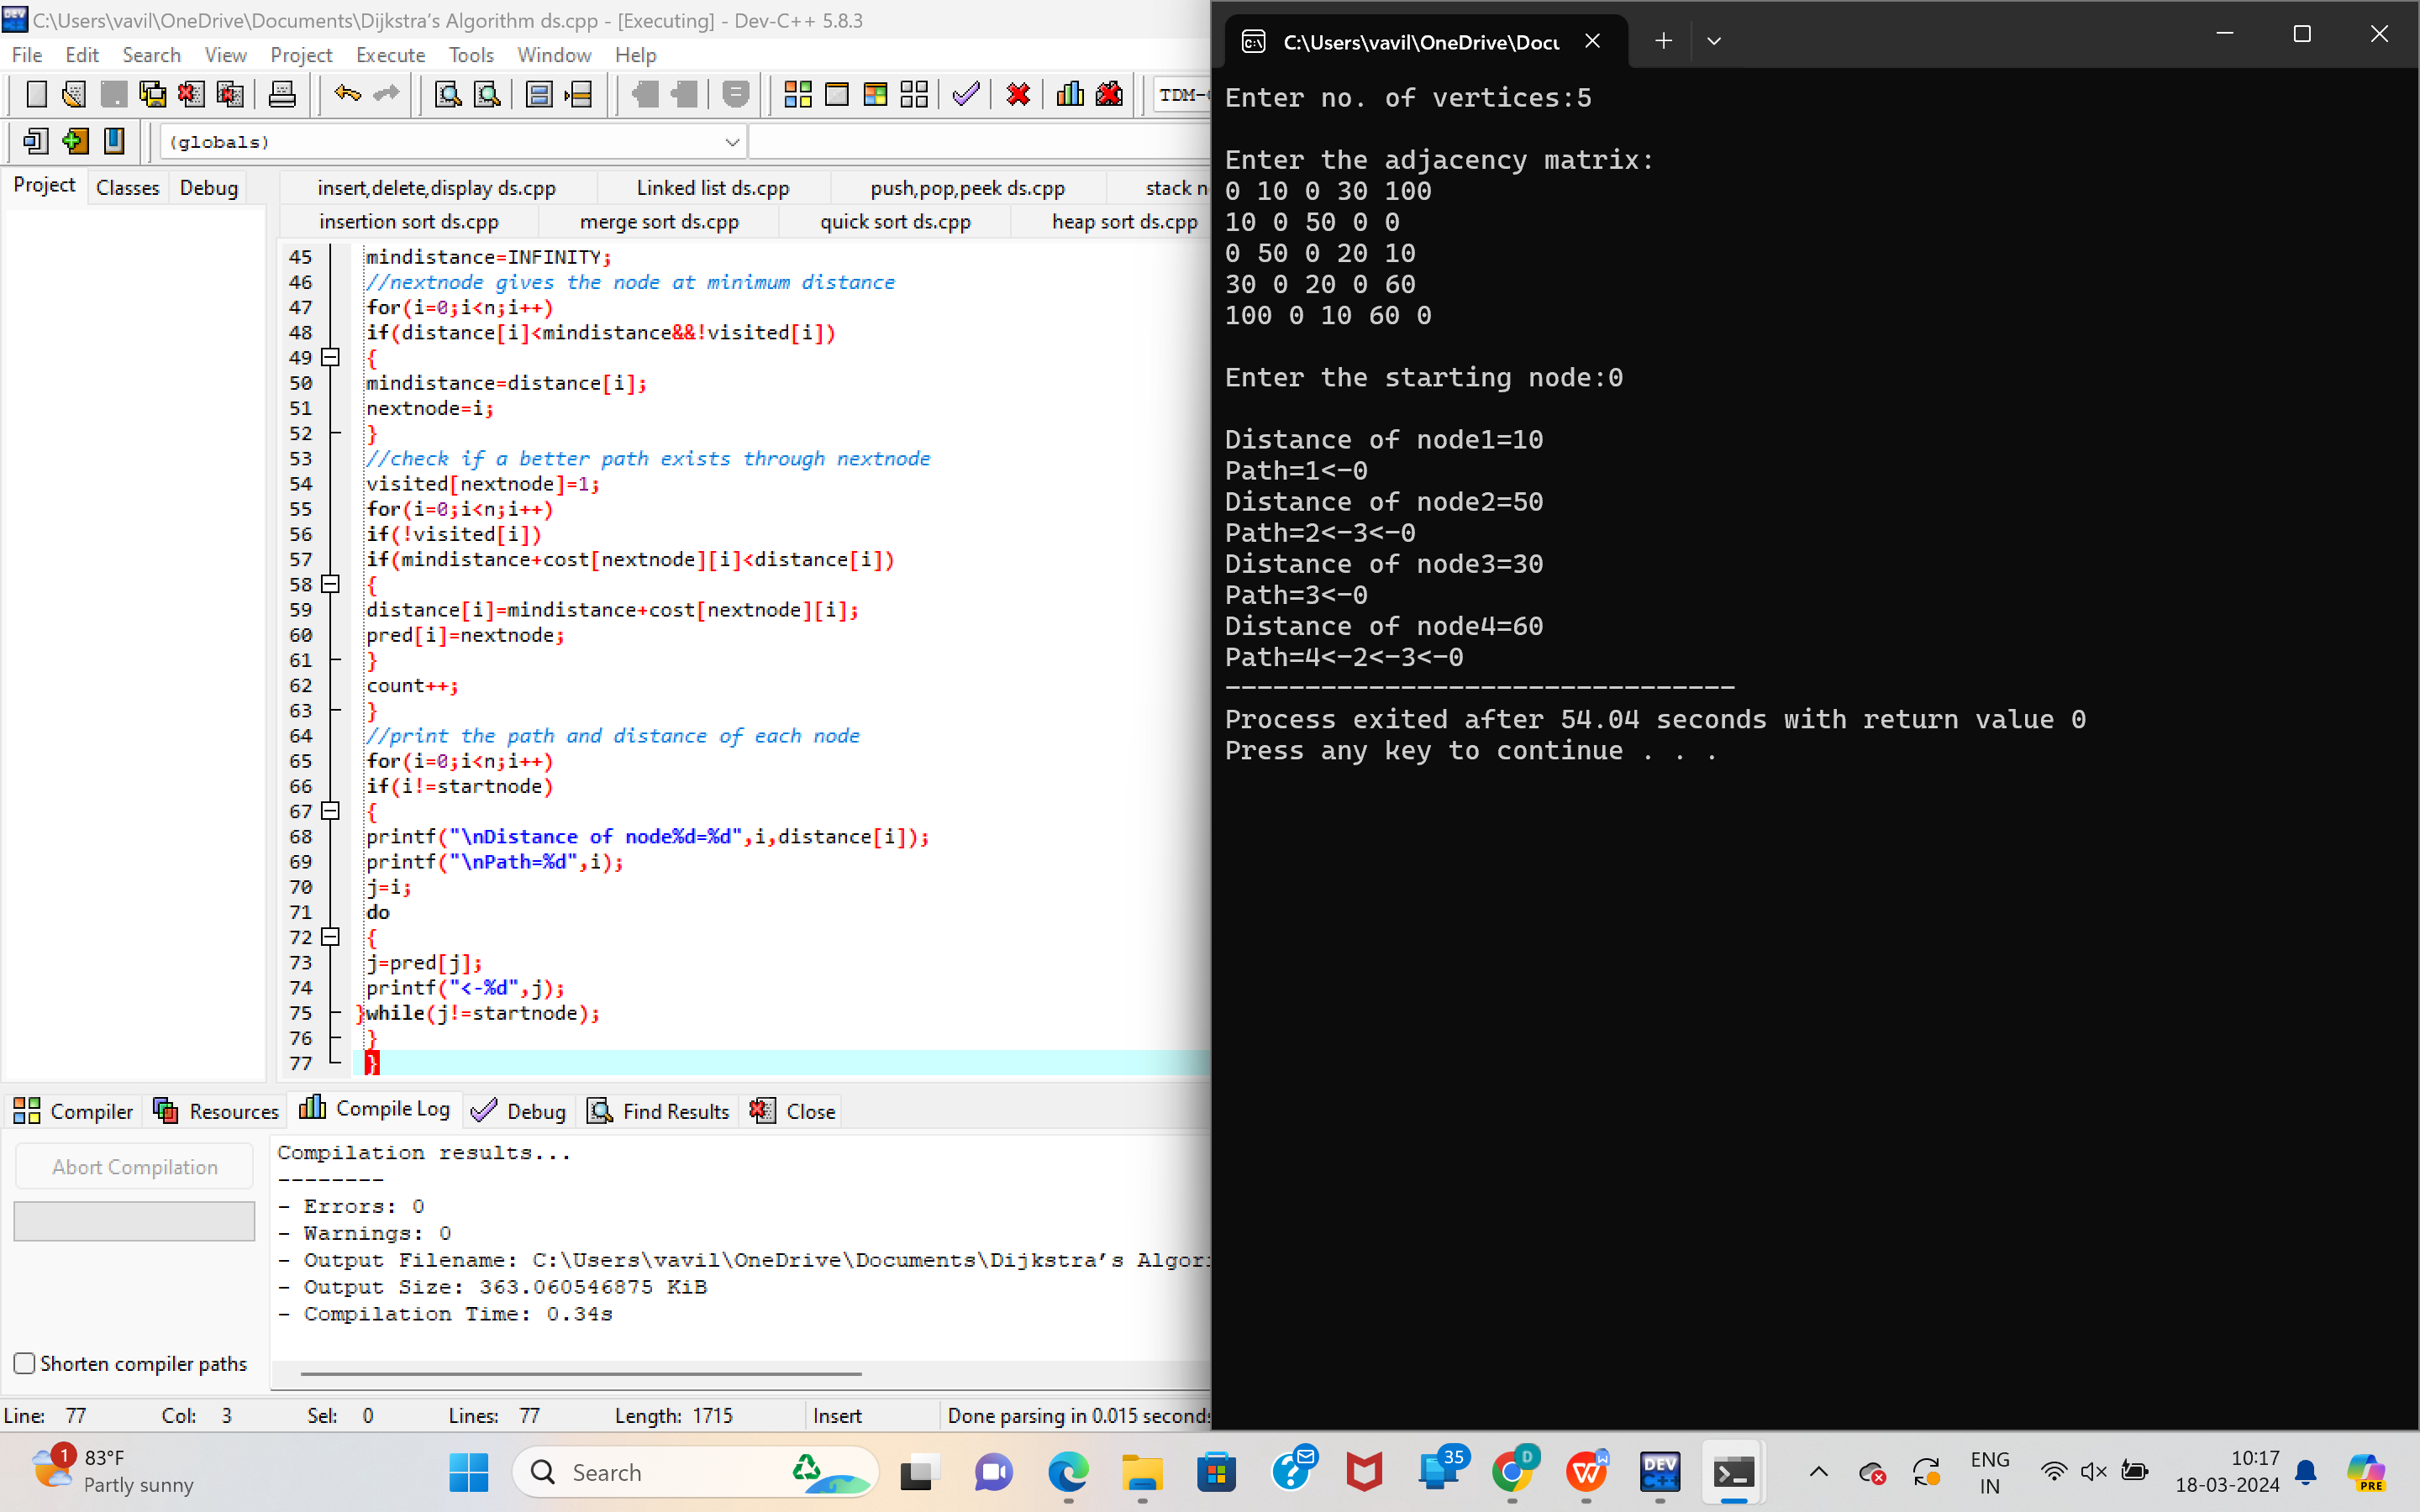 C:\Users\vavil\OneDrive\Documents\Dijkstra’s Algorithm ds.cpp - [Executing] - Dev-C++ 5.8.3
File Edit Search View Project Execute Tools Window Help
TDM-
(globals)
Project Classes Debug
insert,delete,display ds.cpp Linked list ds.cpp push,pop,peek ds.cpp stack
insertion sort ds.cpp merge sort ds.cpp quick sort ds.cpp heap sort ds.cpp
45 mindistance=INFINITY;
46 //nextnode gives the node at minimum distance
47 for(i=0;i<n;i++)
48 if(distance[i]<mindistance&&!visited[i])
49 {
50 mindistance=distance[i];
51 nextnode=i;
52 }
53 //check if a better path exists through nextnode
54 visited[nextnode]=1;
55 for(i=0;i<n;i++)
56 if(!visited[i])
57 if(mindistance+cost[nextnode][i]<distance[i])
58 {
59 distance[i]=mindistance+cost[nextnode][i];
60 pred[i]=nextnode;
61 }
62 count++;
63 }
64 //print the path and distance of each node
65 for(i=0;i<n;i++)
66 if(i!=startnode)
67 {
68 printf("\nDistance of node%d=%d",i,distance[i]);
69 printf("\nPath=%d",i);
70 j=i;
71 do
72 {
73 j=pred[j];
74 printf("<-%d",j);
75 }while(j!=startnode);
76 }
77 }
Compiler Resources Compile Log Debug Find Results Close
Abort Compilation
Shorten compiler paths
Compilation results...
--------
- Errors: 0
- Warnings: 0
- Output Filename: C:\Users\vavil\OneDrive\Documents\Dijkstra’s Algor
- Output Size: 363.060546875 KiB
- Compilation Time: 0.34s
Line: 77 Col: 3 Sel: 0 Lines: 77 Length: 1715 Insert Done parsing in 0.015 seconds
C:\Users\vavil\OneDrive\Docu
Enter no. of vertices:5
Enter the adjacency matrix:
0 10 0 30 100
10 0 50 0 0
0 50 0 20 10
30 0 20 0 60
100 0 10 60 0
Enter the starting node:0
Distance of node1=10
Path=1<-0
Distance of node2=50
Path=2<-3<-0
Distance of node3=30
Path=3<-0
Distance of node4=60
Path=4<-2<-3<-0
--------------------------------
Process exited after 54.04 seconds with return value 0
Press any key to continue . . .
1 83°F
Partly sunny
Search
35
D
DEV C++
ENG
IN
10:17
18-03-2024
PRE